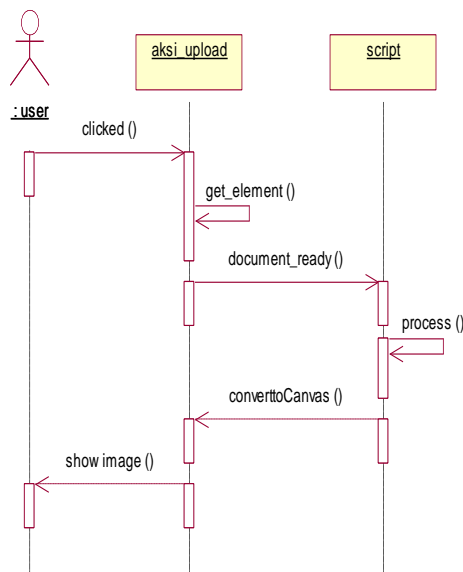 aksi_upload
script
: user
clicked ()
get_element ()
document_ready ()
process ()
converttoCanvas ()
show image ()